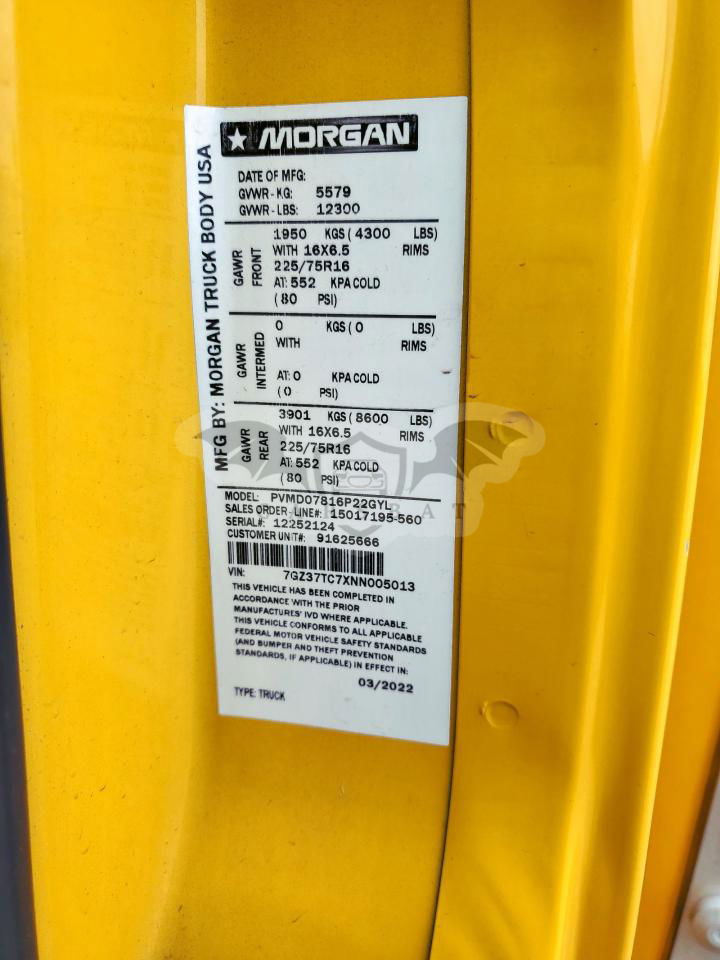 MORGAN
MFG BY: MORGAN TRUCK BODY USA
DATE OF MFG:
GVWR - KG: 5579
GVWR - LBS: 12300
GAWR FRONT
1950 KGS ( 4300 LBS)
WITH 16X6.5 RIMS
225/75R16
AT: 552 KPA COLD
( 80 PSI)
GAWR INTERMED
0 KGS ( 0 LBS)
WITH RIMS
AT: 0 KPA COLD
( 0 PSI)
GAWR REAR
3901 KGS ( 8600 LBS)
WITH 16X6.5 RIMS
225/75R16
AT: 552 KPA COLD
( 80 PSI)
MODEL: PVMD07816P22GYL
SALES ORDER - LINE#: 15017195-560
SERIAL#: 12252124
CUSTOMER UNIT#: 91625666
VIN: 7GZ37TC7XNN005013
THIS VEHICLE HAS BEEN COMPLETED IN
ACCORDANCE WITH THE PRIOR
MANUFACTURES' IVD WHERE APPLICABLE.
THIS VEHICLE CONFORMS TO ALL APPLICABLE
FEDERAL MOTOR VEHICLE SAFETY STANDARDS
(AND BUMPER AND THEFT PREVENTION
STANDARDS, IF APPLICABLE) IN EFFECT IN:
03/2022
TYPE: TRUCK